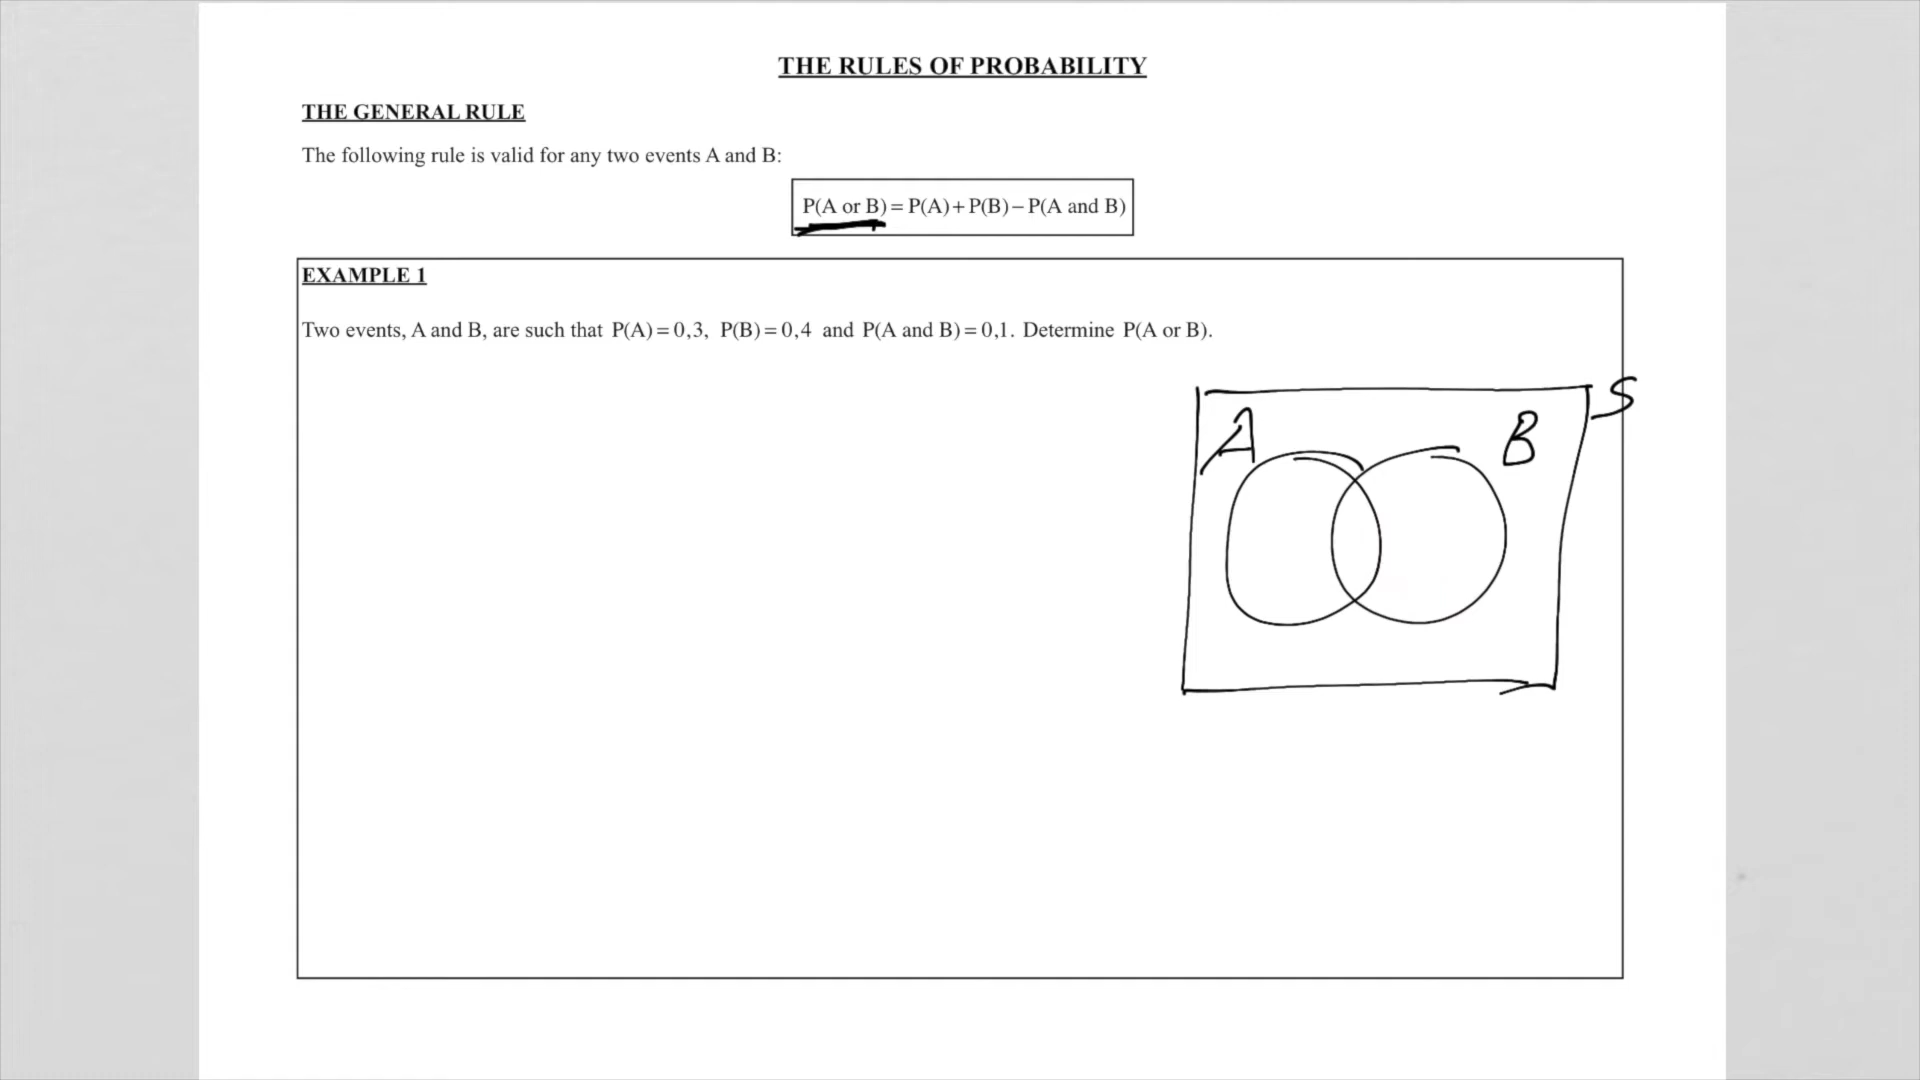 THE RULES OF PROBABILITY
THE GENERAL RULE
The following rule is valid for any two events A and B:
P(A or B)=P(A)+P(B)−P(A and B)
EXAMPLE 1
Two events, A and B, are such that P(A)=0,3, P(B)=0,4 and P(A and B)=0,1. Determine P(A or B).
S
A B